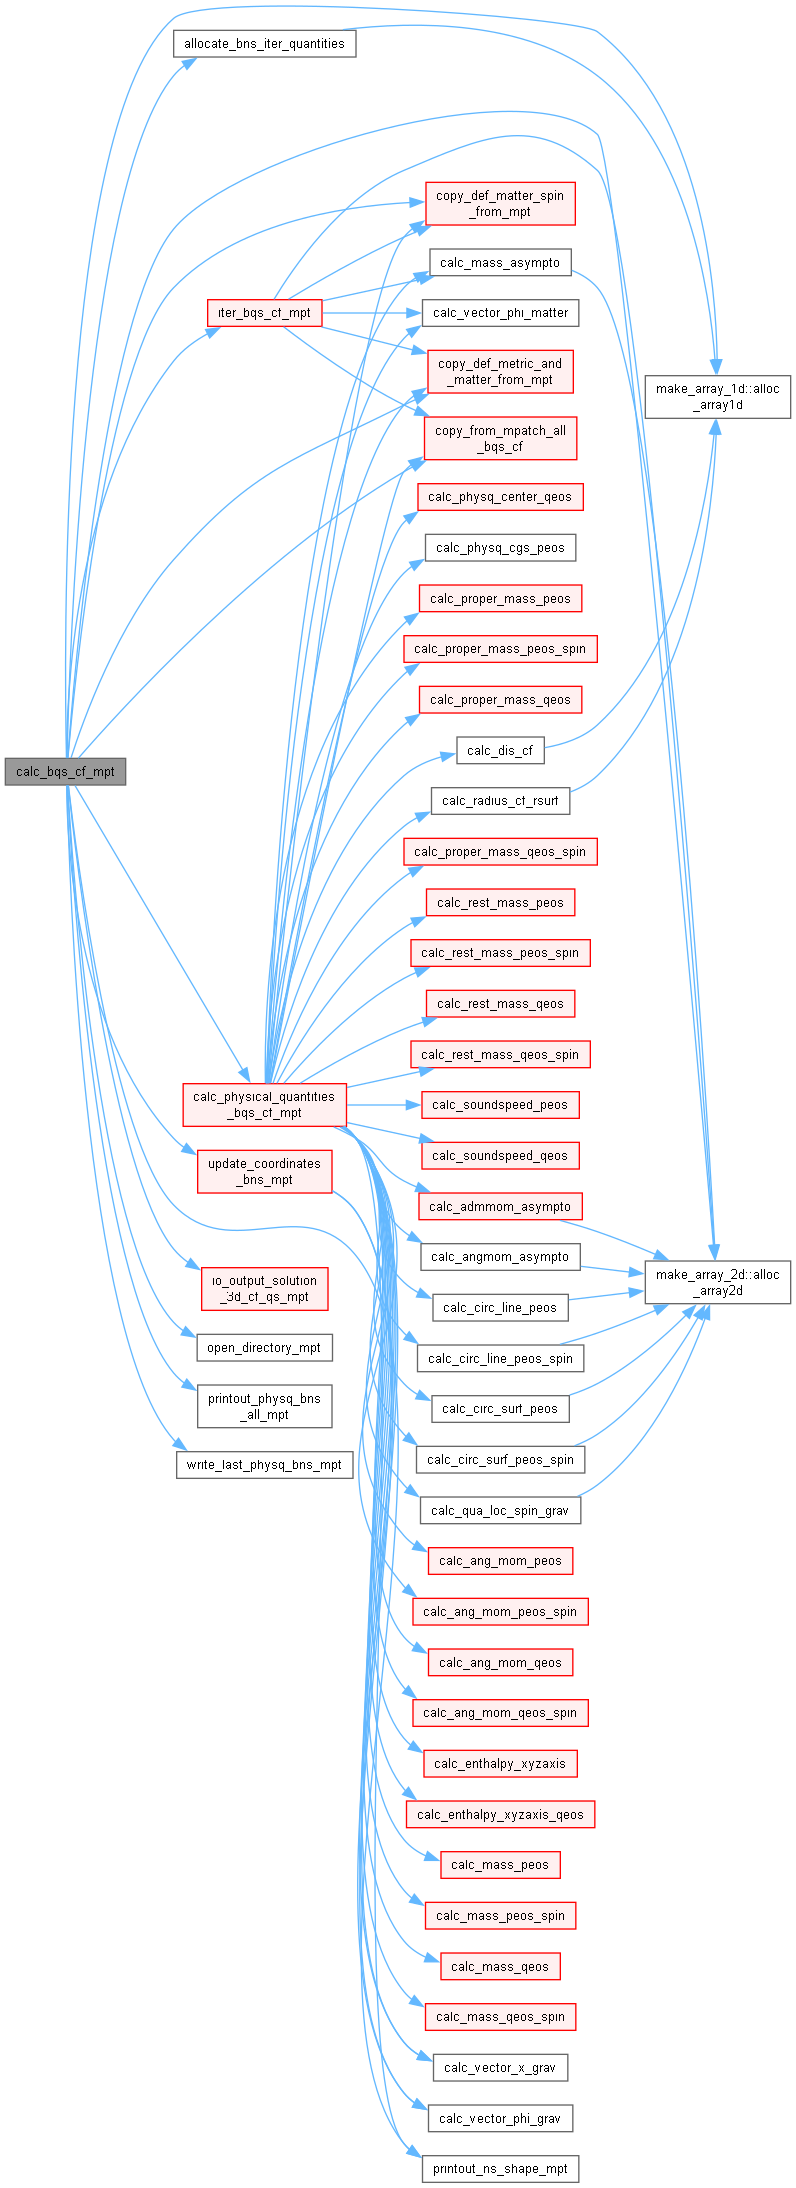 allocate_bns_iter_quantities
copy_def_matter_spin
_from_mpt
calc_mass_asympto
iter_bqs_cf_mpt
calc_vector_phi_matter
copy_def_metric_and
_matter_from_mpt
make_array_1d::alloc
_array1d
copy_from_mpatch_all
_bqs_cf
calc_physq_center_qeos
calc_physq_cgs_peos
calc_proper_mass_peos
calc_proper_mass_peos_spin
calc_proper_mass_qeos
calc_dis_cf
calc_bqs_cf_mpt
calc_radius_cf_rsurf
calc_proper_mass_qeos_spin
calc_rest_mass_peos
calc_rest_mass_peos_spin
calc_rest_mass_qeos
calc_rest_mass_qeos_spin
calc_physical_quantities
_bqs_cf_mpt
calc_soundspeed_peos
calc_soundspeed_qeos
update_coordinates
_bns_mpt
calc_admmom_asympto
calc_angmom_asympto
io_output_solution
_3d_cf_qs_mpt
make_array_2d::alloc
_array2d
calc_circ_line_peos
open_directory_mpt
calc_circ_line_peos_spin
printout_physq_bns
_all_mpt
calc_circ_surf_peos
write_last_physq_bns_mpt
calc_circ_surf_peos_spin
calc_qua_loc_spin_grav
calc_ang_mom_peos
calc_ang_mom_peos_spin
calc_ang_mom_qeos
calc_ang_mom_qeos_spin
calc_enthalpy_xyzaxis
calc_enthalpy_xyzaxis_qeos
calc_mass_peos
calc_mass_peos_spin
calc_mass_qeos
calc_mass_qeos_spin
calc_vector_x_grav
calc_vector_phi_grav
printout_ns_shape_mpt